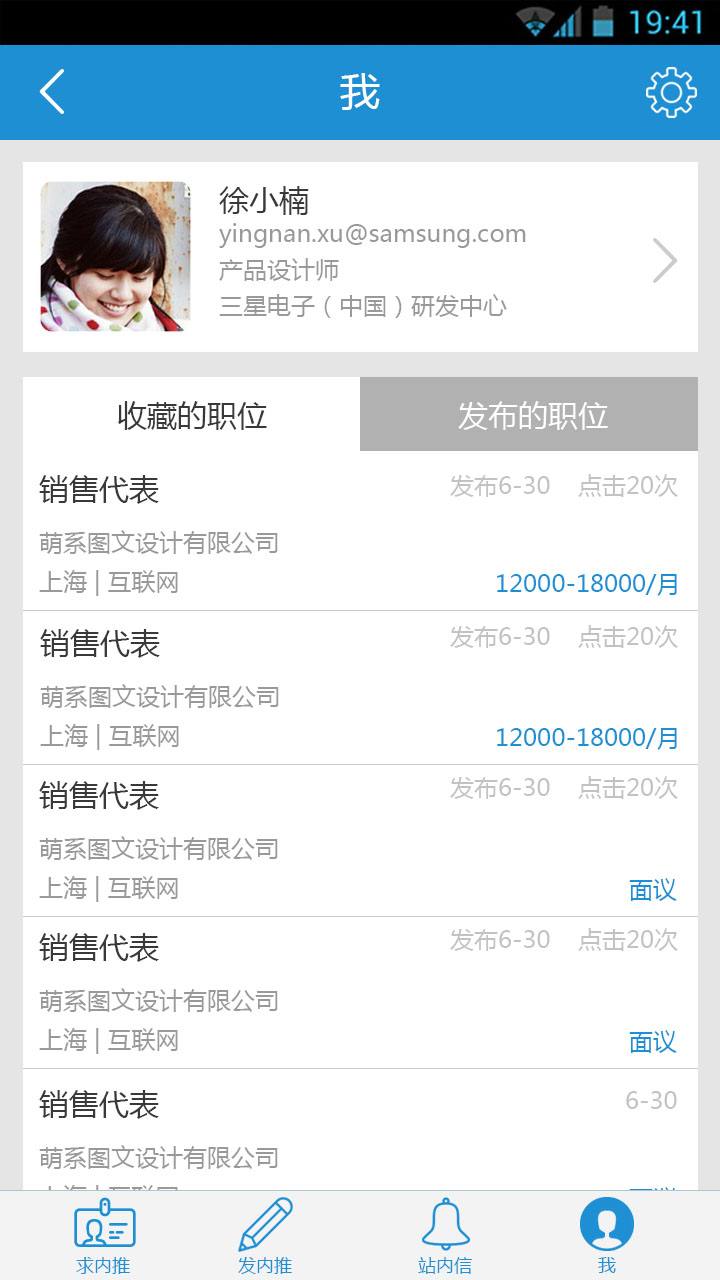 19:41
我
徐小楠
yingnan.xu@samsung.com
产品设计师
三星电子（中国）研发中心
收藏的职位 发布的职位
销售代表 发布6-30 点击20次
萌系图文设计有限公司
上海 | 互联网 12000-18000/月
销售代表 发布6-30 点击20次
萌系图文设计有限公司
上海 | 互联网 12000-18000/月
销售代表 发布6-30 点击20次
萌系图文设计有限公司
上海 | 互联网 面议
销售代表 发布6-30 点击20次
萌系图文设计有限公司
上海 | 互联网 面议
销售代表 6-30
萌系图文设计有限公司
求内推 发内推 站内信 我